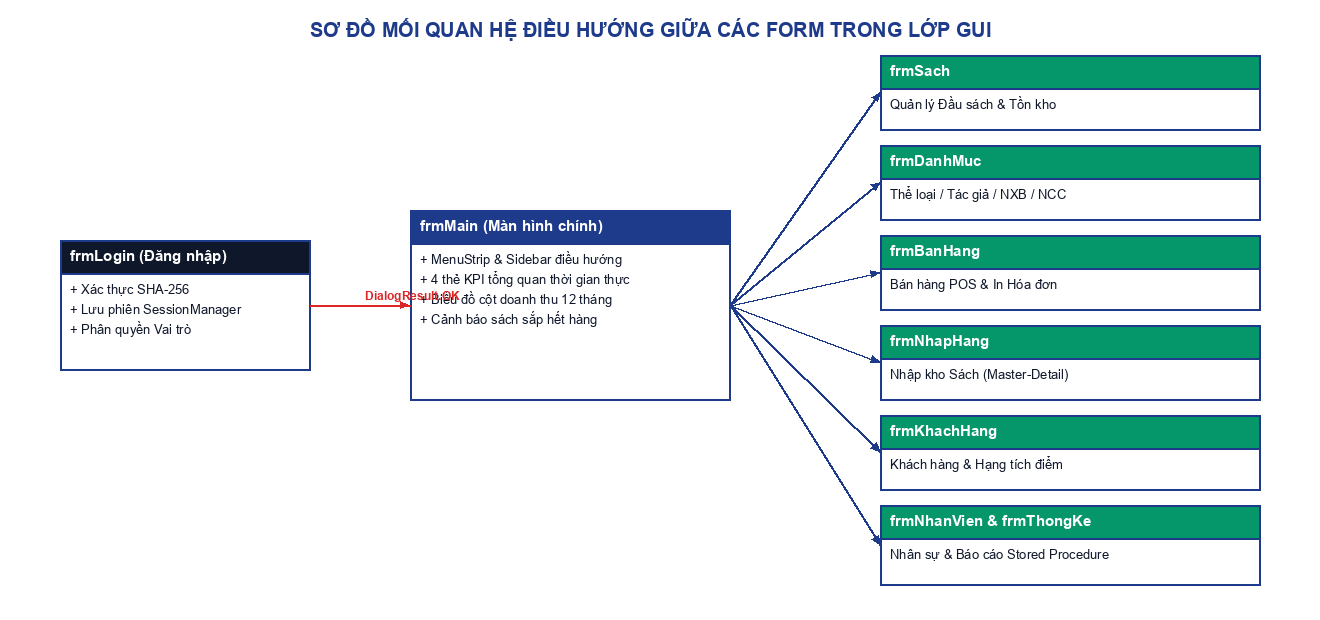 SƠ ĐỒ MỐI QUAN HỆ ĐIỀU HƯỚNG GIỮA CÁC FORM TRONG LỚP GUI
frmLogin (Đăng nhập)
+ Xác thực SHA-256
+ Lưu phiên SessionManager
+ Phân quyền Vai trò
DialogResult.OK
frmMain (Màn hình chính)
+ MenuStrip & Sidebar điều hướng
+ 4 thẻ KPI tổng quan thời gian thực
+ Biểu đồ cột doanh thu 12 tháng
+ Cảnh báo sách sắp hết hàng
frmSach
Quản lý Đầu sách & Tồn kho
frmDanhMuc
Thể loại / Tác giả / NXB / NCC
frmBanHang
Bán hàng POS & In Hóa đơn
frmNhapHang
Nhập kho Sách (Master-Detail)
frmKhachHang
Khách hàng & Hạng tích điểm
frmNhanVien & frmThongKe
Nhân sự & Báo cáo Stored Procedure